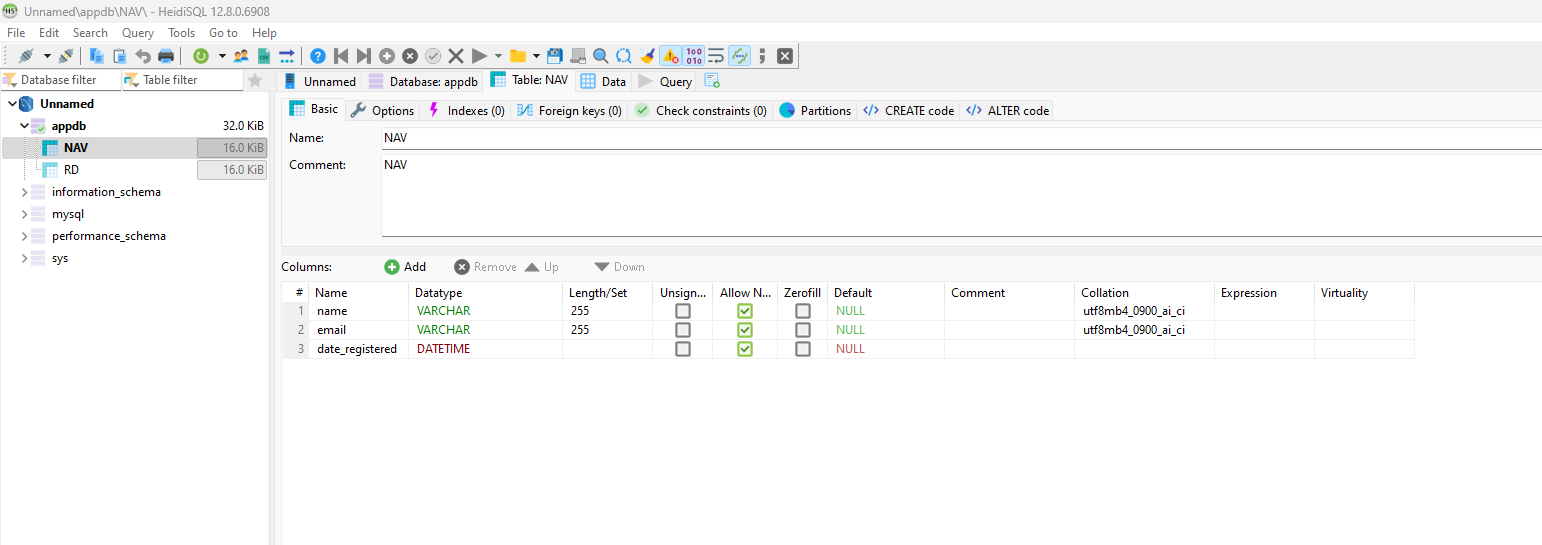 Unnamed\appdb\NAV\ - HeidiSQL 12.8.0.6908
File Edit Search Query Tools Go to Help
Database filter Table filter
Unnamed
appdb 32.0 KiB
NAV 16.0 KiB
RD 16.0 KiB
information_schema
mysql
performance_schema
sys
Unnamed Database: appdb Table: NAV Data Query
Basic Options Indexes (0) Foreign keys (0) Check constraints (0) Partitions CREATE code ALTER code
Name: NAV
Comment: NAV
Columns: Add Remove Up Down
# Name Datatype Length/Set Unsign... Allow N... Zerofill Default Comment Collation Expression Virtuality
1 name VARCHAR 255 NULL utf8mb4_0900_ai_ci
2 email VARCHAR 255 NULL utf8mb4_0900_ai_ci
3 date_registered DATETIME NULL